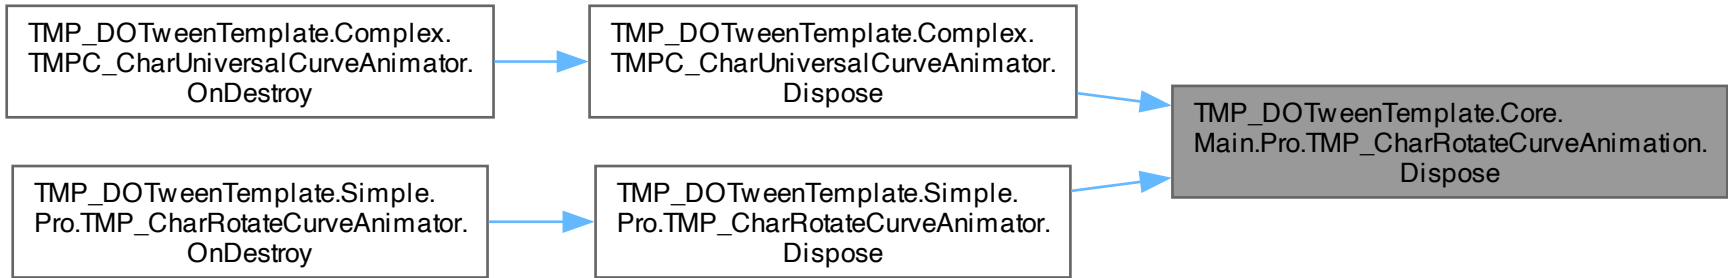 TMP_DOTweenTemplate.Complex.
TMPC_CharUniversalCurveAnimator.
OnDestroy
TMP_DOTweenTemplate.Complex.
TMPC_CharUniversalCurveAnimator.
Dispose
TMP_DOTweenTemplate.Core.
Main.Pro.TMP_CharRotateCurveAnimation.
Dispose
TMP_DOTweenTemplate.Simple.
Pro.TMP_CharRotateCurveAnimator.
OnDestroy
TMP_DOTweenTemplate.Simple.
Pro.TMP_CharRotateCurveAnimator.
Dispose